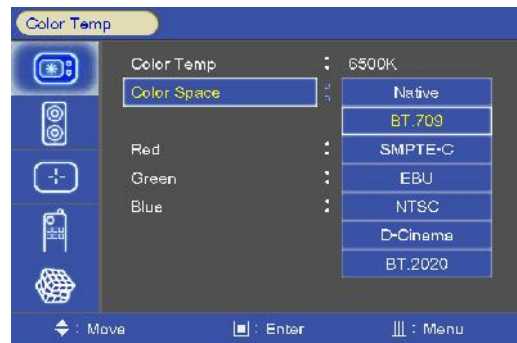 Color Temp
Color Temp : 6500K
Color Space : Native
BT.709
Red : SMPTE-C
Green : EBU
Blue : NTSC
D-Cinema
BT.2020
: Move : Enter : Menu